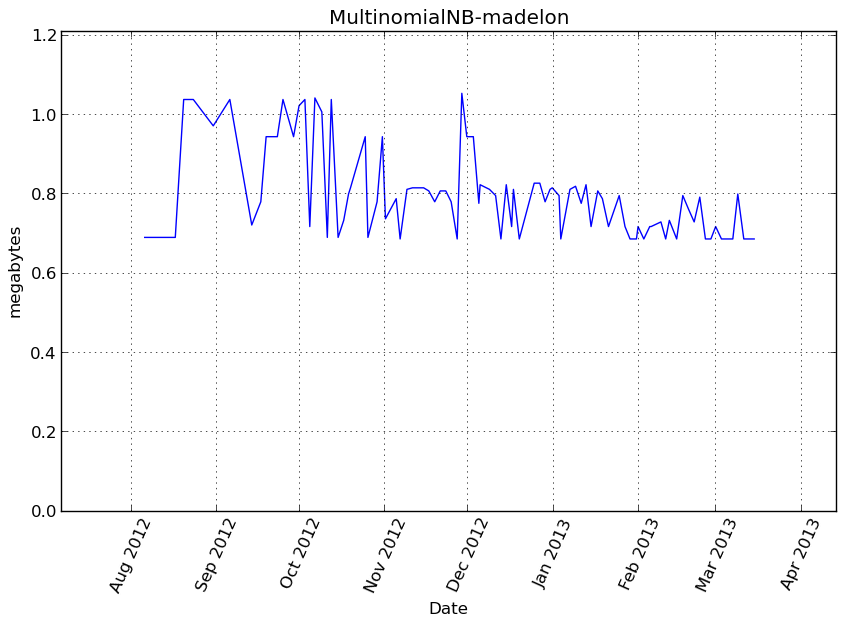 MultinomialNB-madelon
1.2
1.0
0.8
0.6
0.4
0.2
0.0
megabytes
Aug 2012
Sep 2012
Oct 2012
Nov 2012
Dec 2012
Jan 2013
Feb 2013
Mar 2013
Apr 2013
Date